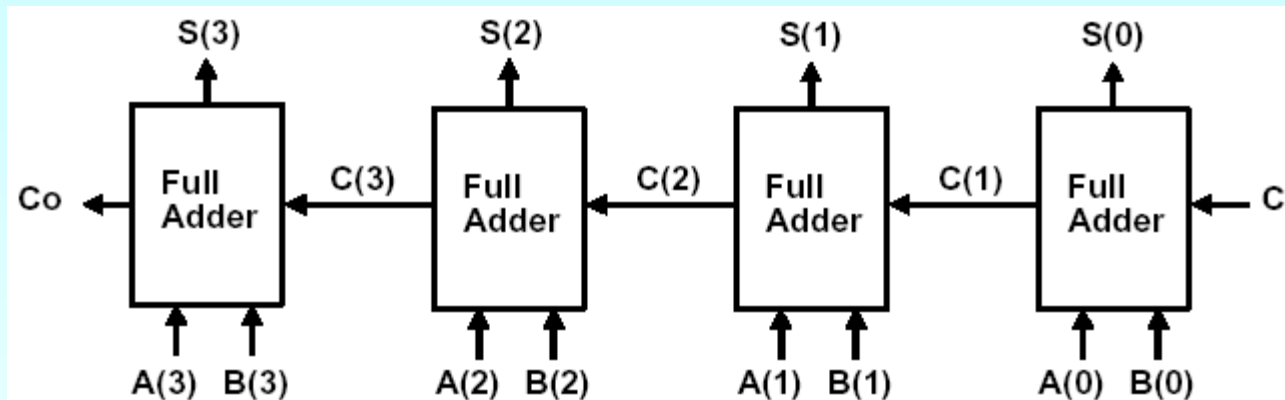 S(3) S(2) S(1) S(0)
Full Adder
Full Adder
Full Adder
Full Adder
Co C(3) C(2) C(1) C
A(3) B(3) A(2) B(2) A(1) B(1) A(0) B(0)